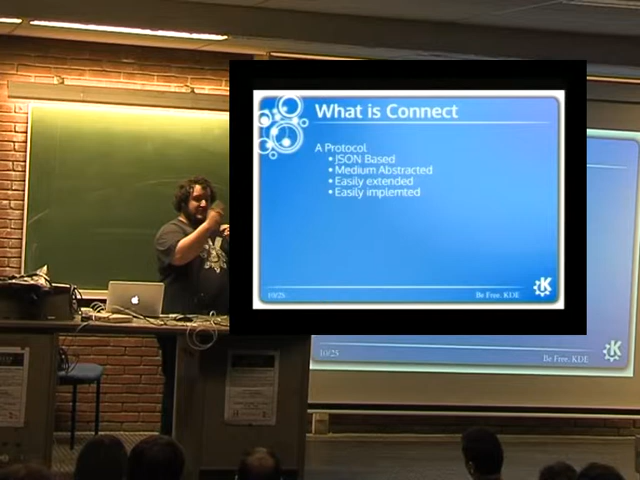 What is Connect
A Protocol
• JSON Based
• Medium Abstracted
• Easily extended
• Easily implemted
10/25
Be Free, KDE
10/25
Be Free, KDE